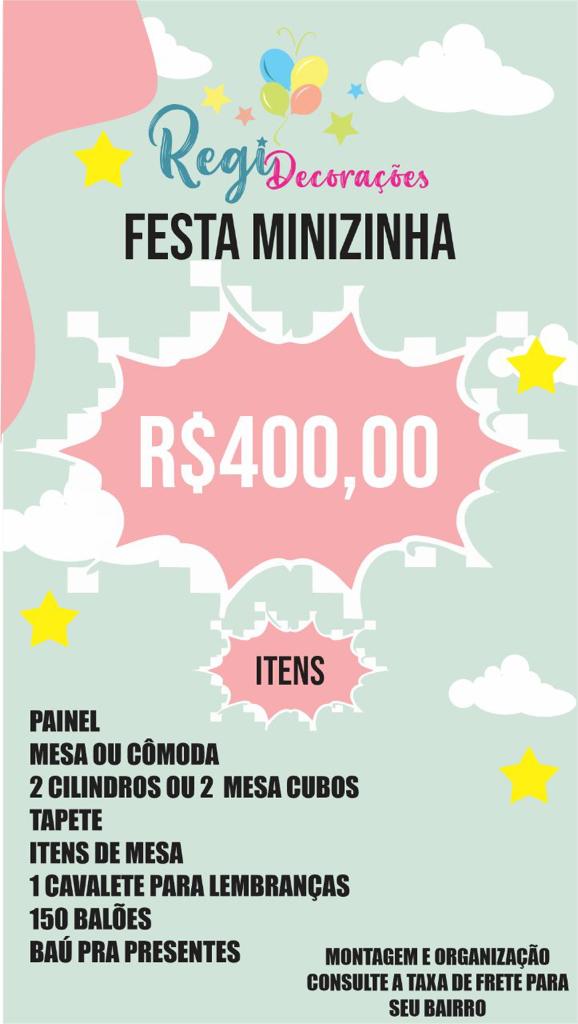 Regi Decorações
FESTA MINIZINHA
R$400,00
ITENS
PAINEL
MESA OU CÔMODA
2 CILINDROS OU 2 MESA CUBOS
TAPETE
ITENS DE MESA
1 CAVALETE PARA LEMBRANÇAS
150 BALÕES
BAÚ PRA PRESENTES
MONTAGEM E ORGANIZAÇÃO
CONSULTE A TAXA DE FRETE PARA
SEU BAIRRO